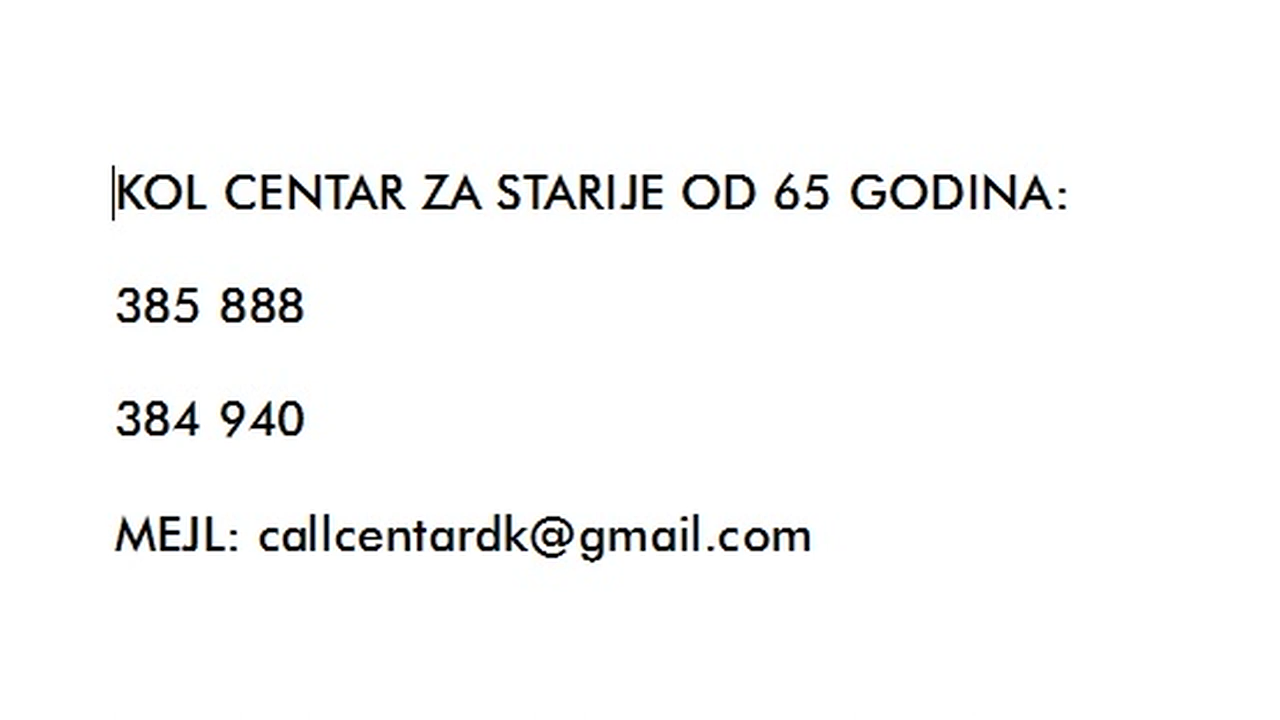 KOL CENTAR ZA STARIJE OD 65 GODINA:
385 888
384 940
MEJL: callcentardk@gmail.com